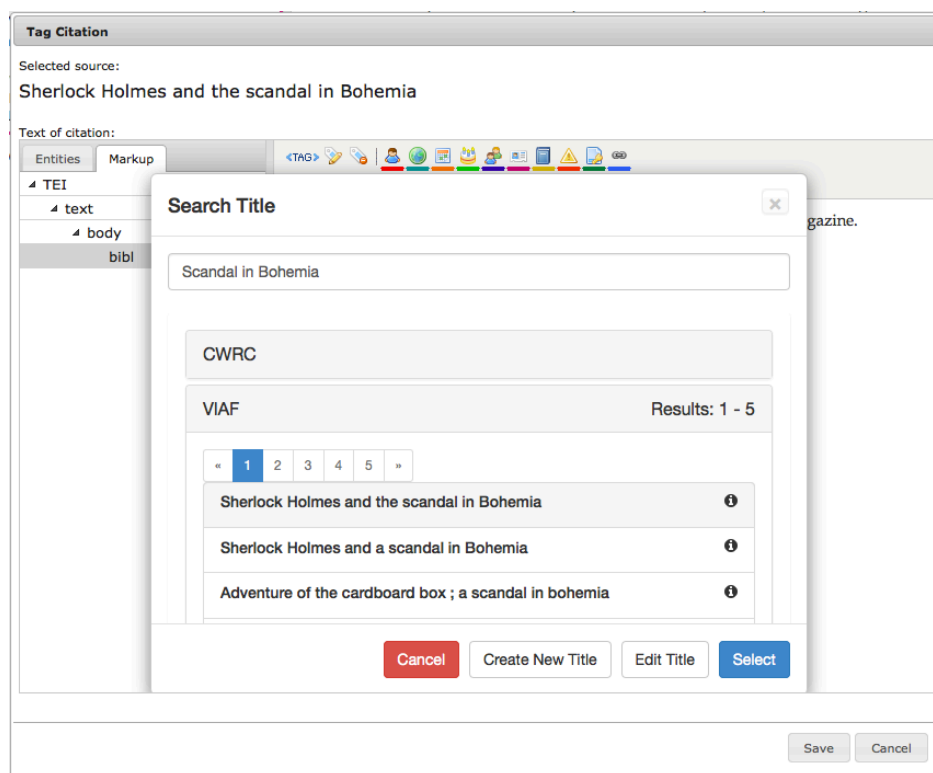 Tag Citation
Selected source:
Sherlock Holmes and the scandal in Bohemia
Text of citation:
Entities Markup <TAG>
TEI
text
body
bibl
Search Title ×
gazine.
Scandal in Bohemia
CWRC
VIAF Results: 1 - 5
« 1 2 3 4 5 »
Sherlock Holmes and the scandal in Bohemia
Sherlock Holmes and a scandal in Bohemia
Adventure of the cardboard box ; a scandal in bohemia
Cancel Create New Title Edit Title Select
Save Cancel